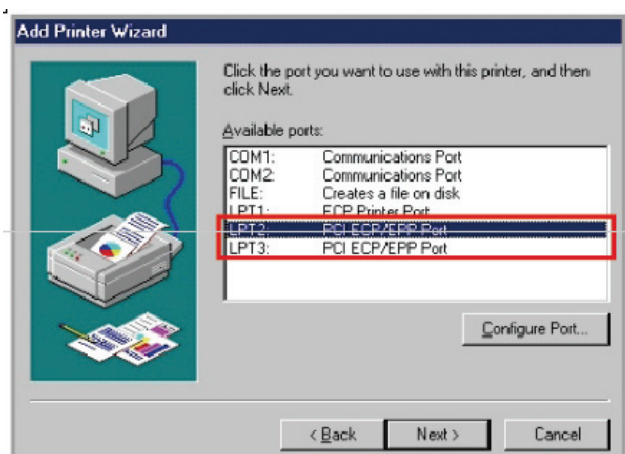 Add Printer Wizard
Click the port you want to use with this printer, and then
click Next.
Available ports:
COM1: Communications Port
COM2: Communications Port
FILE: Creates a file on disk
LPT1: ECP Printer Port
LPT2: PCI ECP/EPP Port
LPT3: PCI ECP/EPP Port
Configure Port...
< Back Next > Cancel